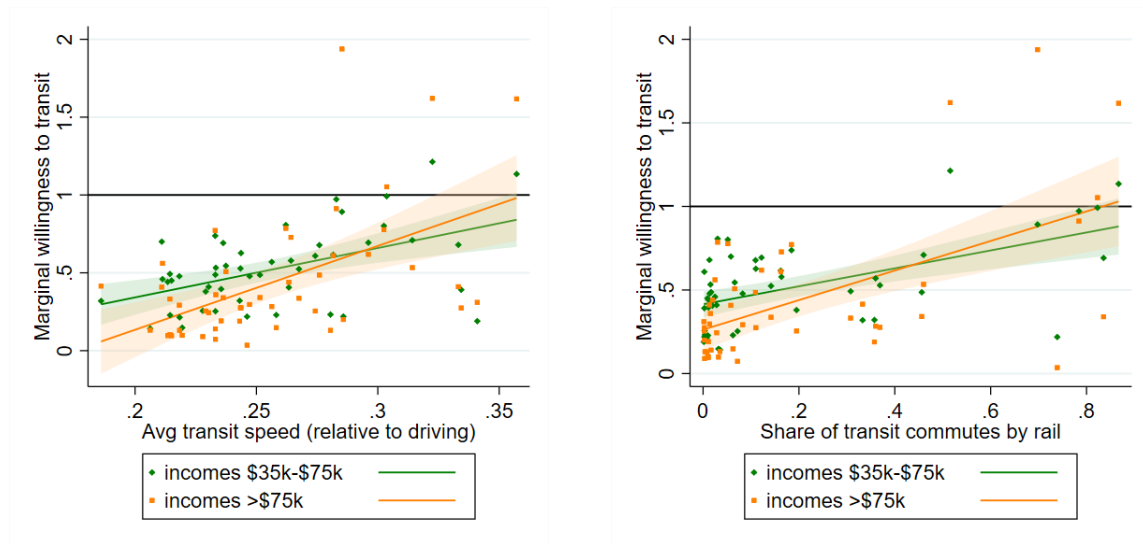 Marginal willingness to transit
2
1.5
1
.5
0
.2
.25
.3
.35
Avg transit speed (relative to driving)
incomes $35k-$75k
incomes >$75k
Marginal willingness to transit
2
1.5
1
.5
0
0
.2
.4
.6
.8
Share of transit commutes by rail
incomes $35k-$75k
incomes >$75k